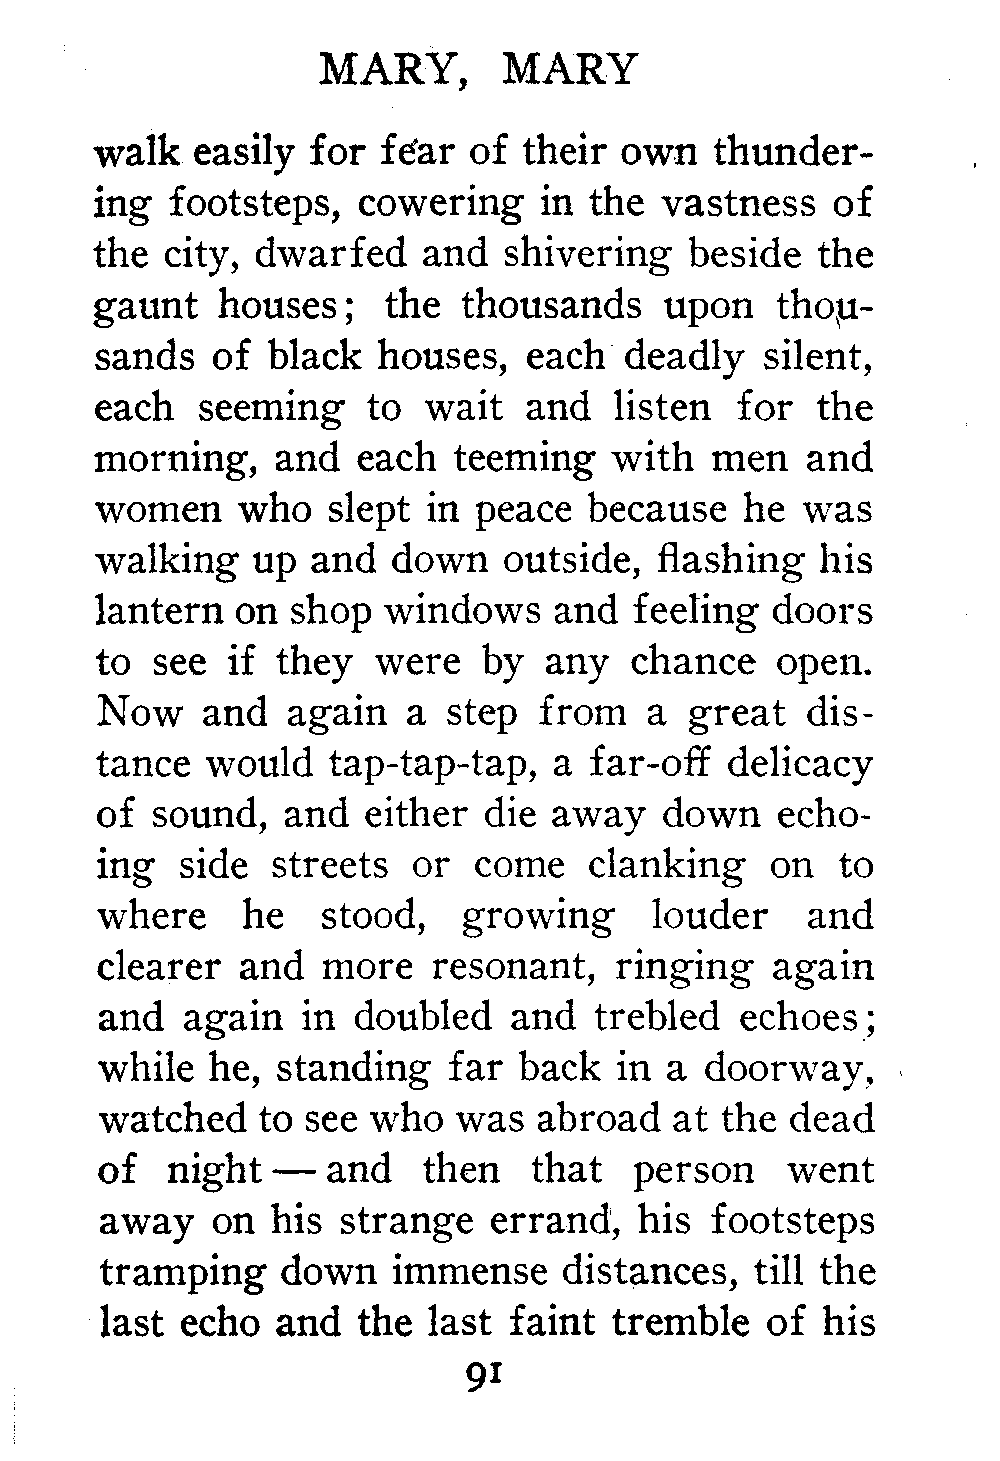 MARY, MARY
walk easily for fear of their own thunder-
ing footsteps, cowering in the vastness of
the city, dwarfed and shivering beside the
gaunt houses; the thousands upon thou-
sands of black houses, each deadly silent,
each seeming to wait and listen for the
morning, and each teeming with men and
women who slept in peace because he was
walking up and down outside, flashing his
lantern on shop windows and feeling doors
to see if they were by any chance open.
Now and again a step from a great dis-
tance would tap-tap-tap, a far-off delicacy
of sound, and either die away down echo-
ing side streets or come clanking on to
where he stood, growing louder and
clearer and more resonant, ringing again
and again in doubled and trebled echoes;
while he, standing far back in a doorway,
watched to see who was abroad at the dead
of night — and then that person went
away on his strange errand, his footsteps
tramping down immense distances, till the
last echo and the last faint tremble of his
91